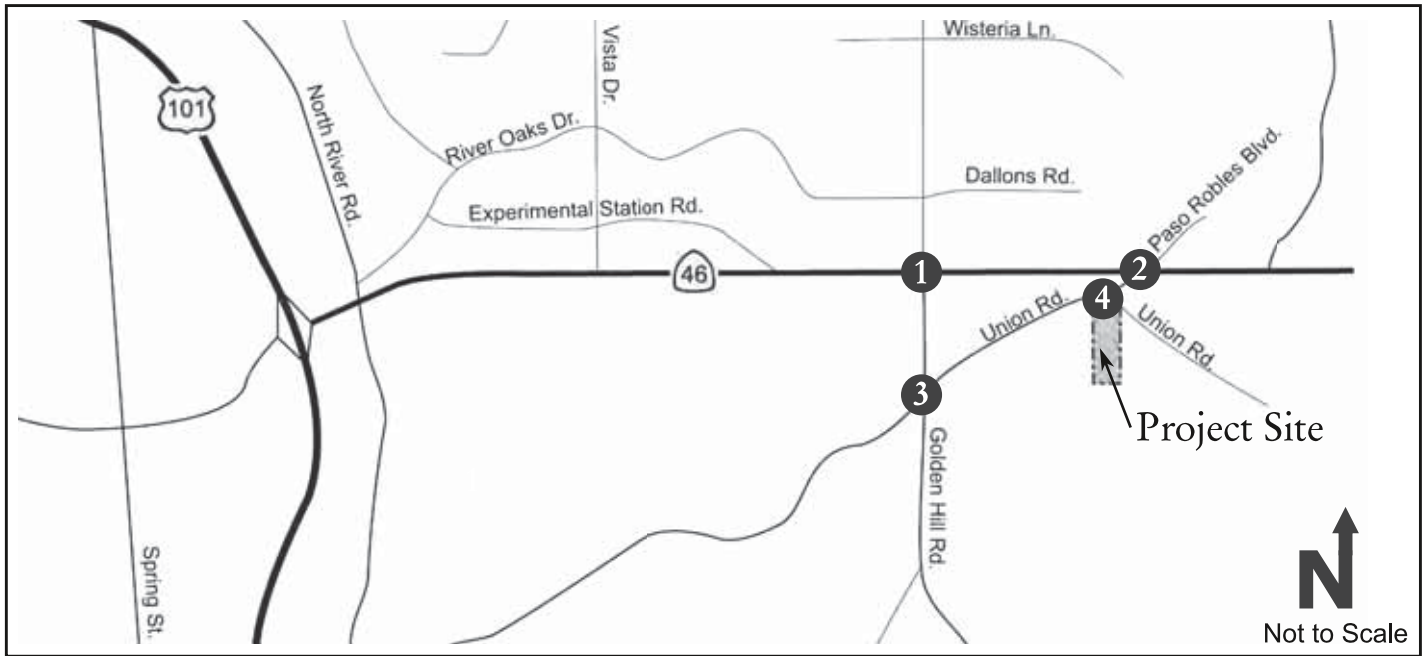 Wisteria Ln.
Vista Dr.
101
North River Rd.
River Oaks Dr.
Paso Robles Blvd.
Dallons Rd.
Experimental Station Rd.
46
1
2
4
Union Rd.
Union Rd.
3
Project Site
Golden Hill Rd.
Spring St.
N
Not to Scale